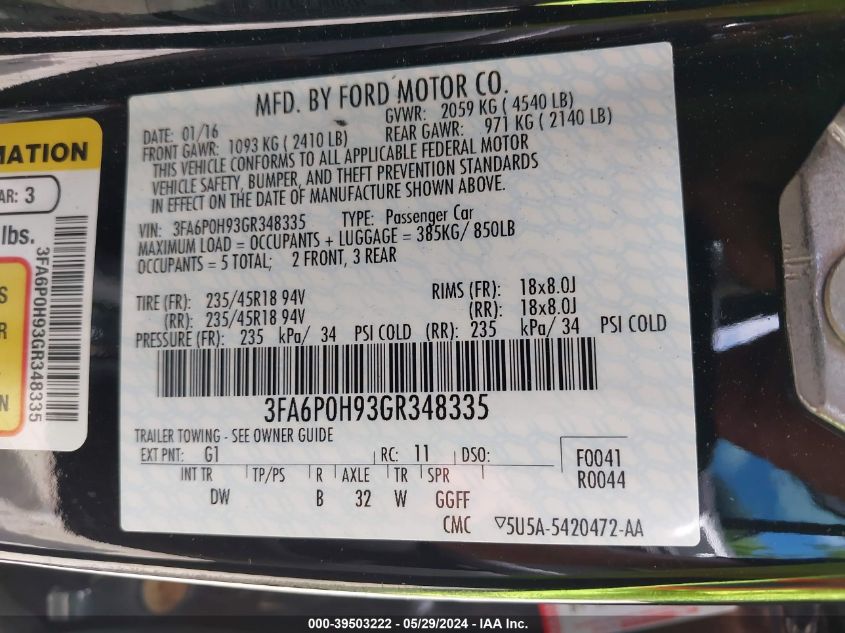 MFD. BY FORD MOTOR CO.
DATE: 01/16 GVWR: 2059 KG ( 4540 LB)
FRONT GAWR: 1093 KG ( 2410 LB) REAR GAWR: 971 KG ( 2140 LB)
THIS VEHICLE CONFORMS TO ALL APPLICABLE FEDERAL MOTOR
VEHICLE SAFETY, BUMPER, AND THEFT PREVENTION STANDARDS
IN EFFECT ON THE DATE OF MANUFACTURE SHOWN ABOVE.
VIN: 3FA6P0H93GR348335 TYPE: Passenger Car
MAXIMUM LOAD = OCCUPANTS + LUGGAGE = 385KG/ 850LB
OCCUPANTS = 5 TOTAL; 2 FRONT, 3 REAR
TIRE (FR): 235/45R18 94V RIMS (FR): 18x8.0J
(RR): 235/45R18 94V (RR): 18x8.0J
PRESSURE (FR): 235 kPa/ 34 PSI COLD (RR): 235 kPa/ 34 PSI COLD
3FA6P0H93GR348335
TRAILER TOWING - SEE OWNER GUIDE
EXT PNT: G1 RC: 11 DSO: F0041
R0044
INT TR TP/PS R AXLE TR SPR
DW B 32 W GGFF
CMC ▽5U5A-5420472-AA
MATION
AR: 3
lbs.
3FA6P0H93GR348335
S
ER
R
N
000-39503222 - 05/29/2024 - IAA Inc.